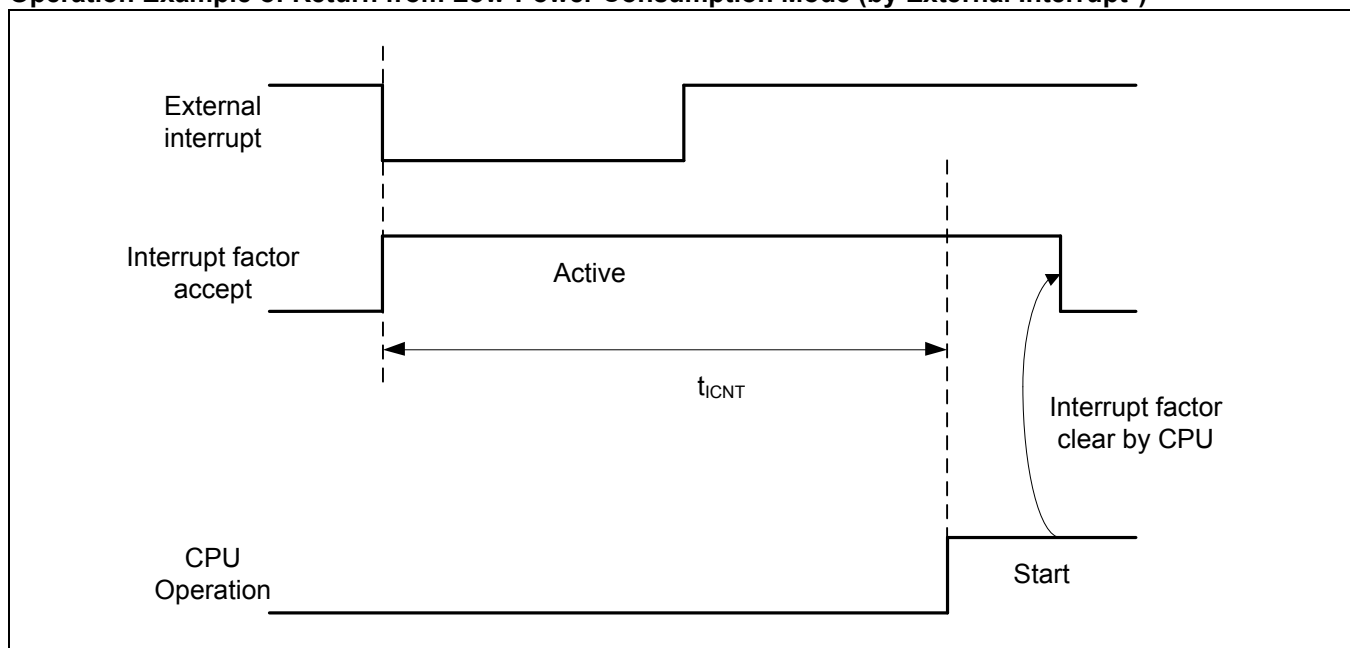 Operation Example of Return from Low-Power Consumption Mode (by External Interrupt*)
External
interrupt
Interrupt factor
accept
Active
tICNT
Interrupt factor
clear by CPU
CPU
Operation
Start